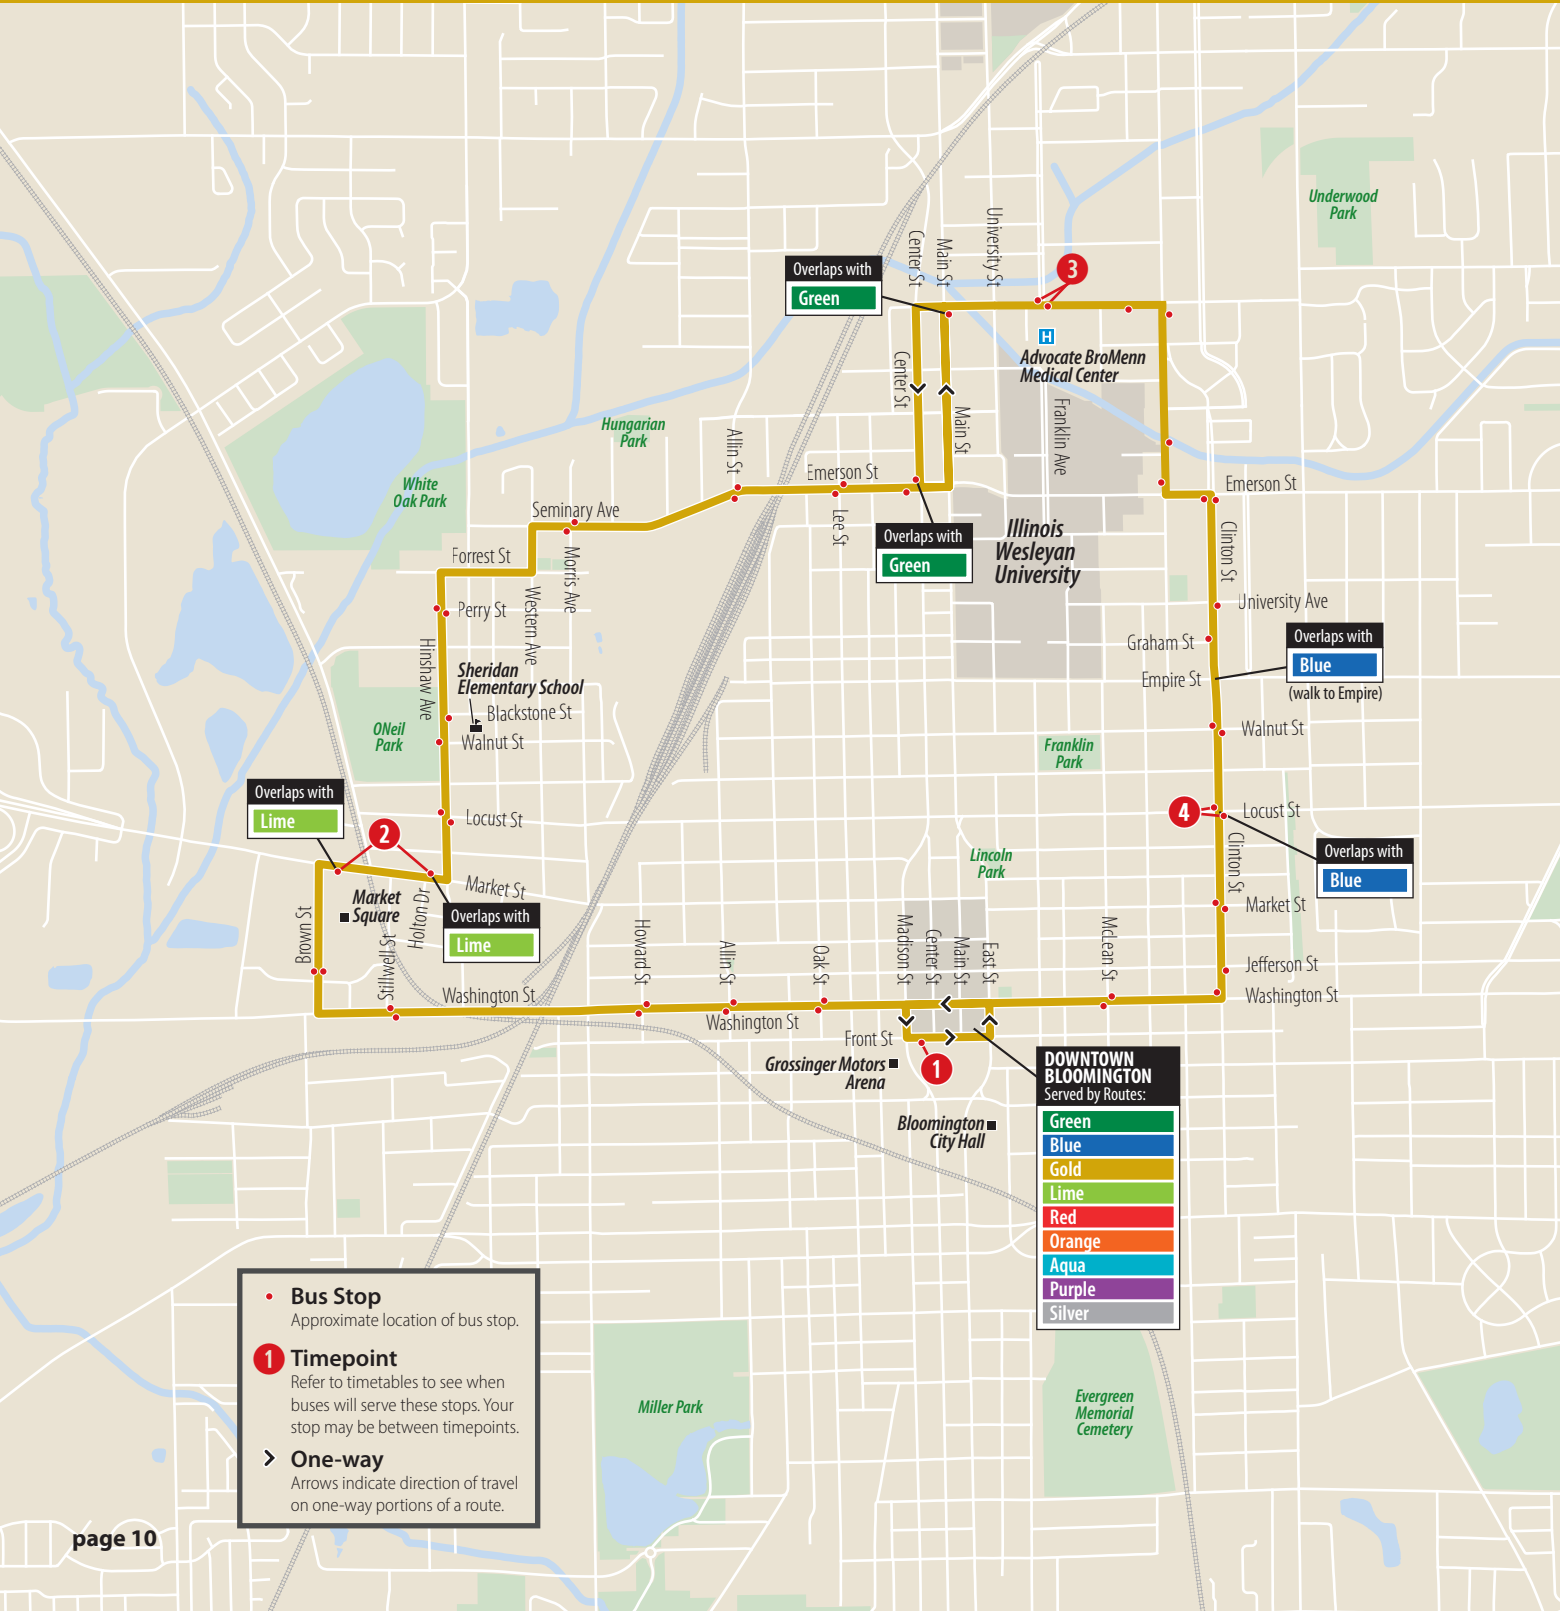 Underwood
Park
Center St
Main St
University St
3
Overlaps with
Green
H
Advocate BroMenn
Medical Center
Center St
Main St
Franklin Ave
Hungarian
Park
Allin St
Emerson St
White
Oak Park
Seminary Ave
Lee St
Emerson St
Overlaps with
Green
Illinois
Wesleyan
University
Clinton St
Forrest St
Morris Ave
Western Ave
Perry St
University Ave
Graham St
Overlaps with
Blue
(walk to Empire)
Empire St
Hinshaw Ave
Sheridan
Elementary School
Blackstone St
Walnut St
ONeil
Park
Walnut St
Franklin
Park
Overlaps with
Lime
2
Locust St
4
Locust St
Clinton St
Overlaps with
Blue
Lincoln
Park
Market St
Market
Square
Holton Dr
Overlaps with
Lime
Brown St
Stillwell St
Market St
Howard St
Allin St
Oak St
Madison St
Center St
Main St
East St
McLean St
Jefferson St
Washington St
Washington St
Washington St
Front St
Grossinger Motors
Arena
1
Bloomington
City Hall
DOWNTOWN
BLOOMINGTON
Served by Routes:
Green
Blue
Gold
Lime
Red
Orange
Aqua
Purple
Silver
Bus Stop
Approximate location of bus stop.
1 Timepoint
Refer to timetables to see when
buses will serve these stops. Your
stop may be between timepoints.
One-way
Arrows indicate direction of travel
on one-way portions of a route.
Miller Park
Evergreen
Memorial
Cemetery
page 10